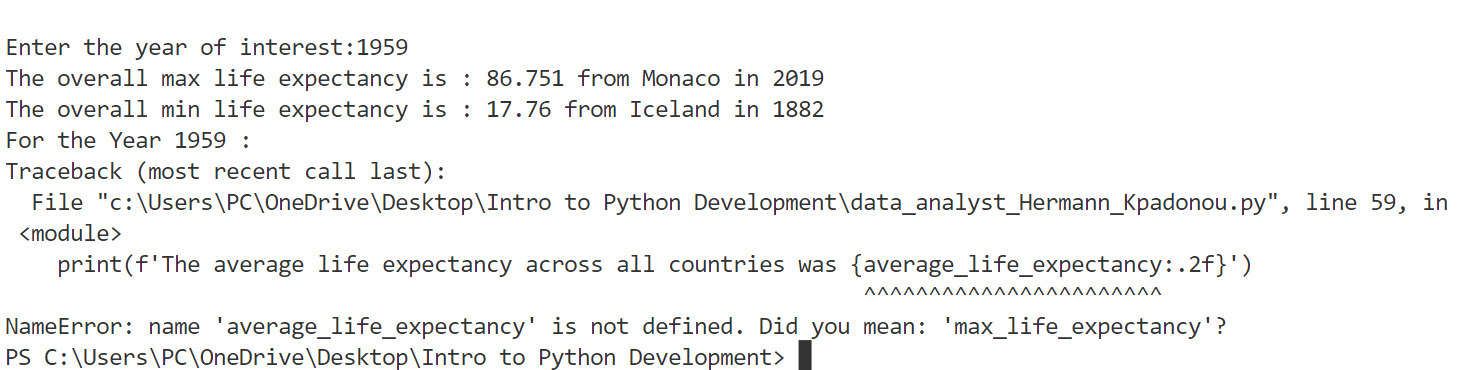 Enter the year of interest:1959
The overall max life expectancy is : 86.751 from Monaco in 2019
The overall min life expectancy is : 17.76 from Iceland in 1882
For the Year 1959 :
Traceback (most recent call last):
  File "c:\Users\PC\OneDrive\Desktop\Intro to Python Development\data_analyst_Hermann_Kpadonou.py", line 59, in
 <module>
    print(f'The average life expectancy across all countries was {average_life_expectancy:.2f}')
                                                                  ^^^^^^^^^^^^^^^^^^^^^^^
NameError: name 'average_life_expectancy' is not defined. Did you mean: 'max_life_expectancy'?
PS C:\Users\PC\OneDrive\Desktop\Intro to Python Development>